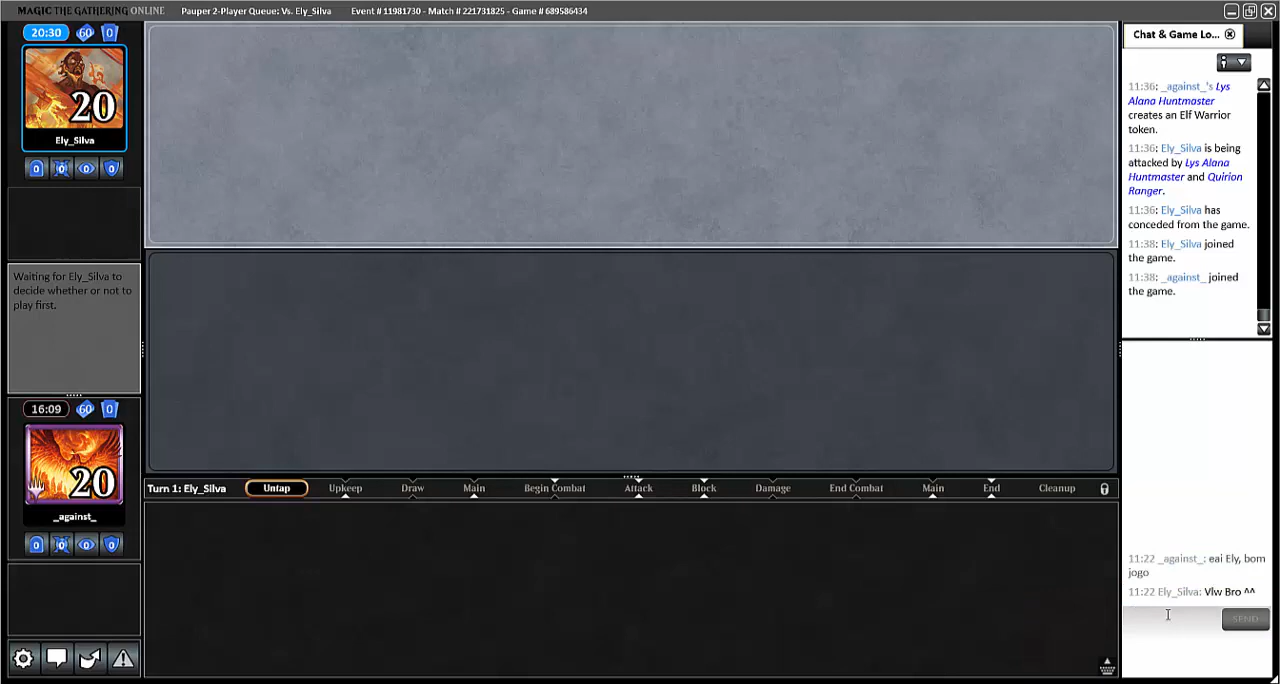 MAGIC THE GATHERING ONLINE Pauper 2-Player Queue: Vs. Ely_Silva Event # 11981730 - Match # 221731825 - Game # 689586434
20:30 60 0
20
Ely_Silva
0 0 0 0
Waiting for Ely_Silva to
decide whether or not to
play first.
16:09 60 0
20
_against_
0 0 0 0
Turn 1: Ely_Silva Untap Upkeep Draw Main Begin Combat Attack Block Damage End Combat Main End Cleanup
Chat & Game Lo...
11:36: _against_'s Lys
Alana Huntmaster
creates an Elf Warrior
token.
11:36: Ely_Silva is being
attacked by Lys Alana
Huntmaster and Quirion
Ranger.
11:36: Ely_Silva has
conceded from the game.
11:38: Ely_Silva joined
the game.
11:38: _against_ joined
the game.
11:22 _against_: eai Ely, bom
jogo
11:22 Ely_Silva: Vlw Bro ^^
SEND